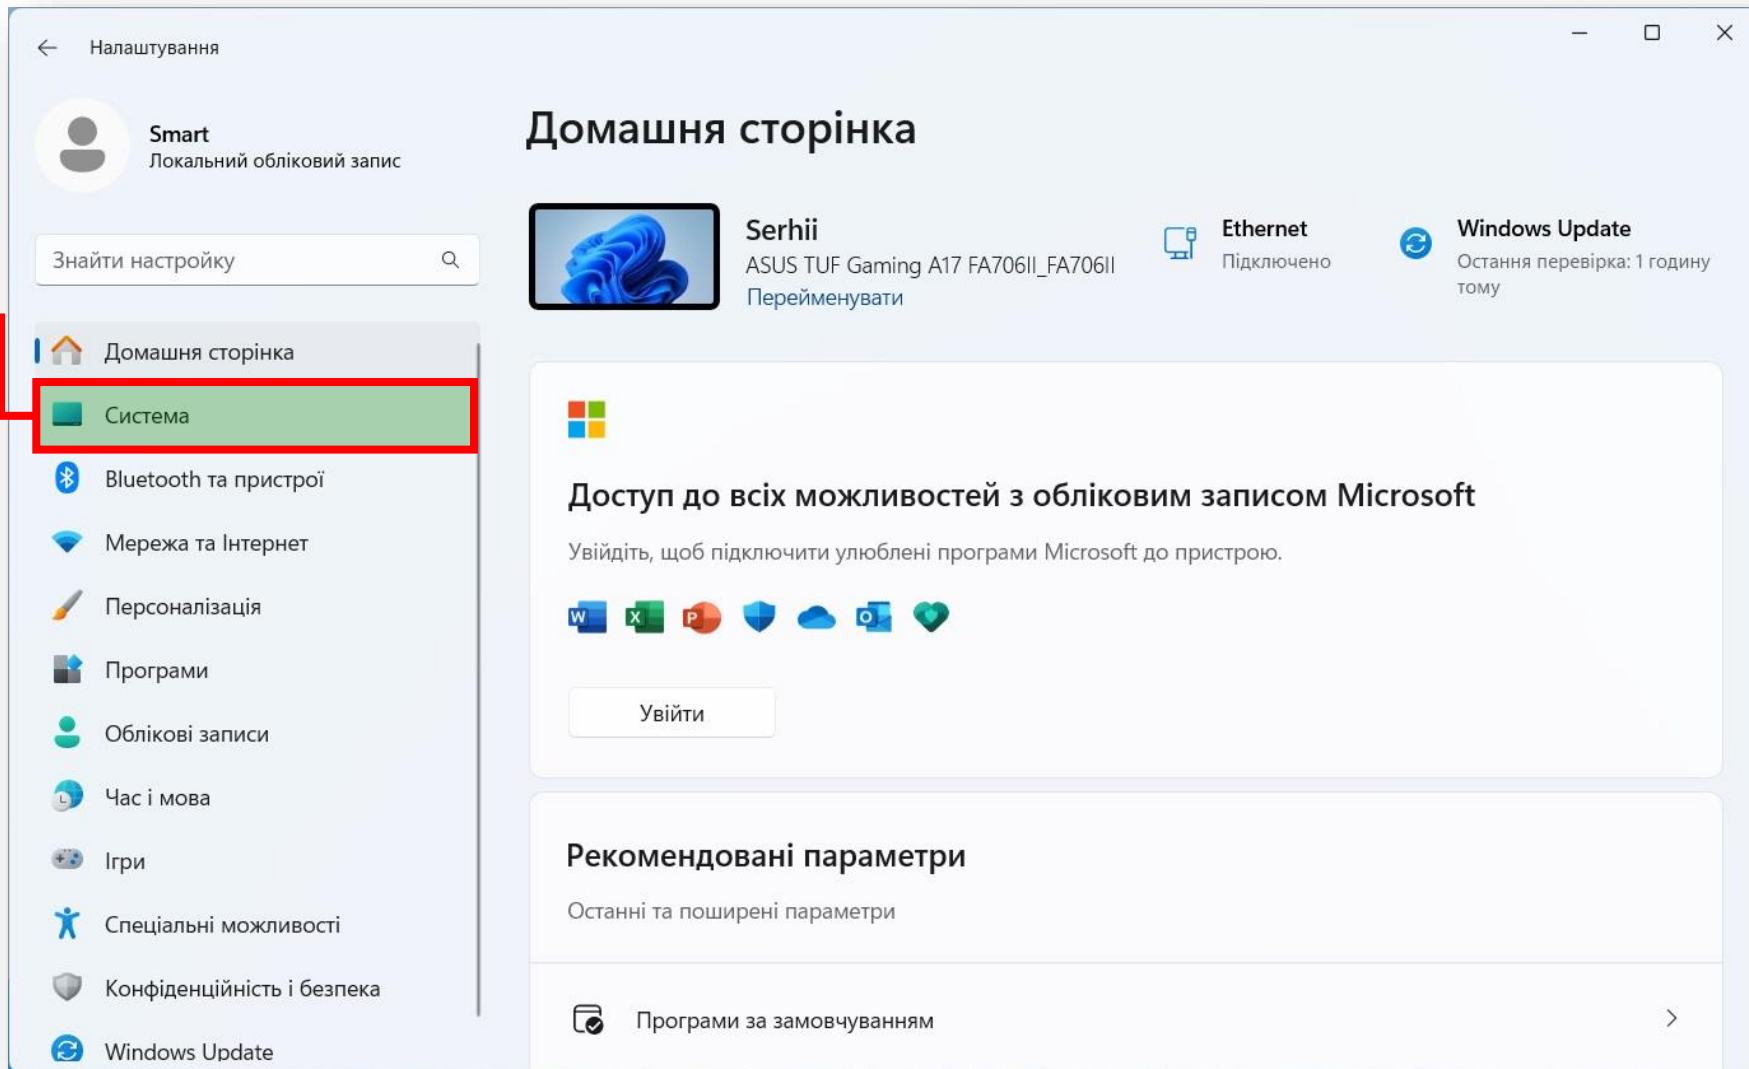 Налаштування
Smart
Локальний обліковий запис
Знайти настройку
Домашня сторінка
Система
Bluetooth та пристрої
Мережа та Інтернет
Персоналізація
Програми
Облікові записи
Час і мова
Ігри
Спеціальні можливості
Конфіденційність і безпека
Windows Update
Домашня сторінка
Serhii
ASUS TUF Gaming A17 FA706II_FA706II
Перейменувати
Ethernet
Підключено
Windows Update
Остання перевірка: 1 годину
тому
Доступ до всіх можливостей з обліковим записом Microsoft
Увійдіть, щоб підключити улюблені програми Microsoft до пристрою.
Увійти
Рекомендовані параметри
Останні та поширені параметри
Програми за замовчуванням